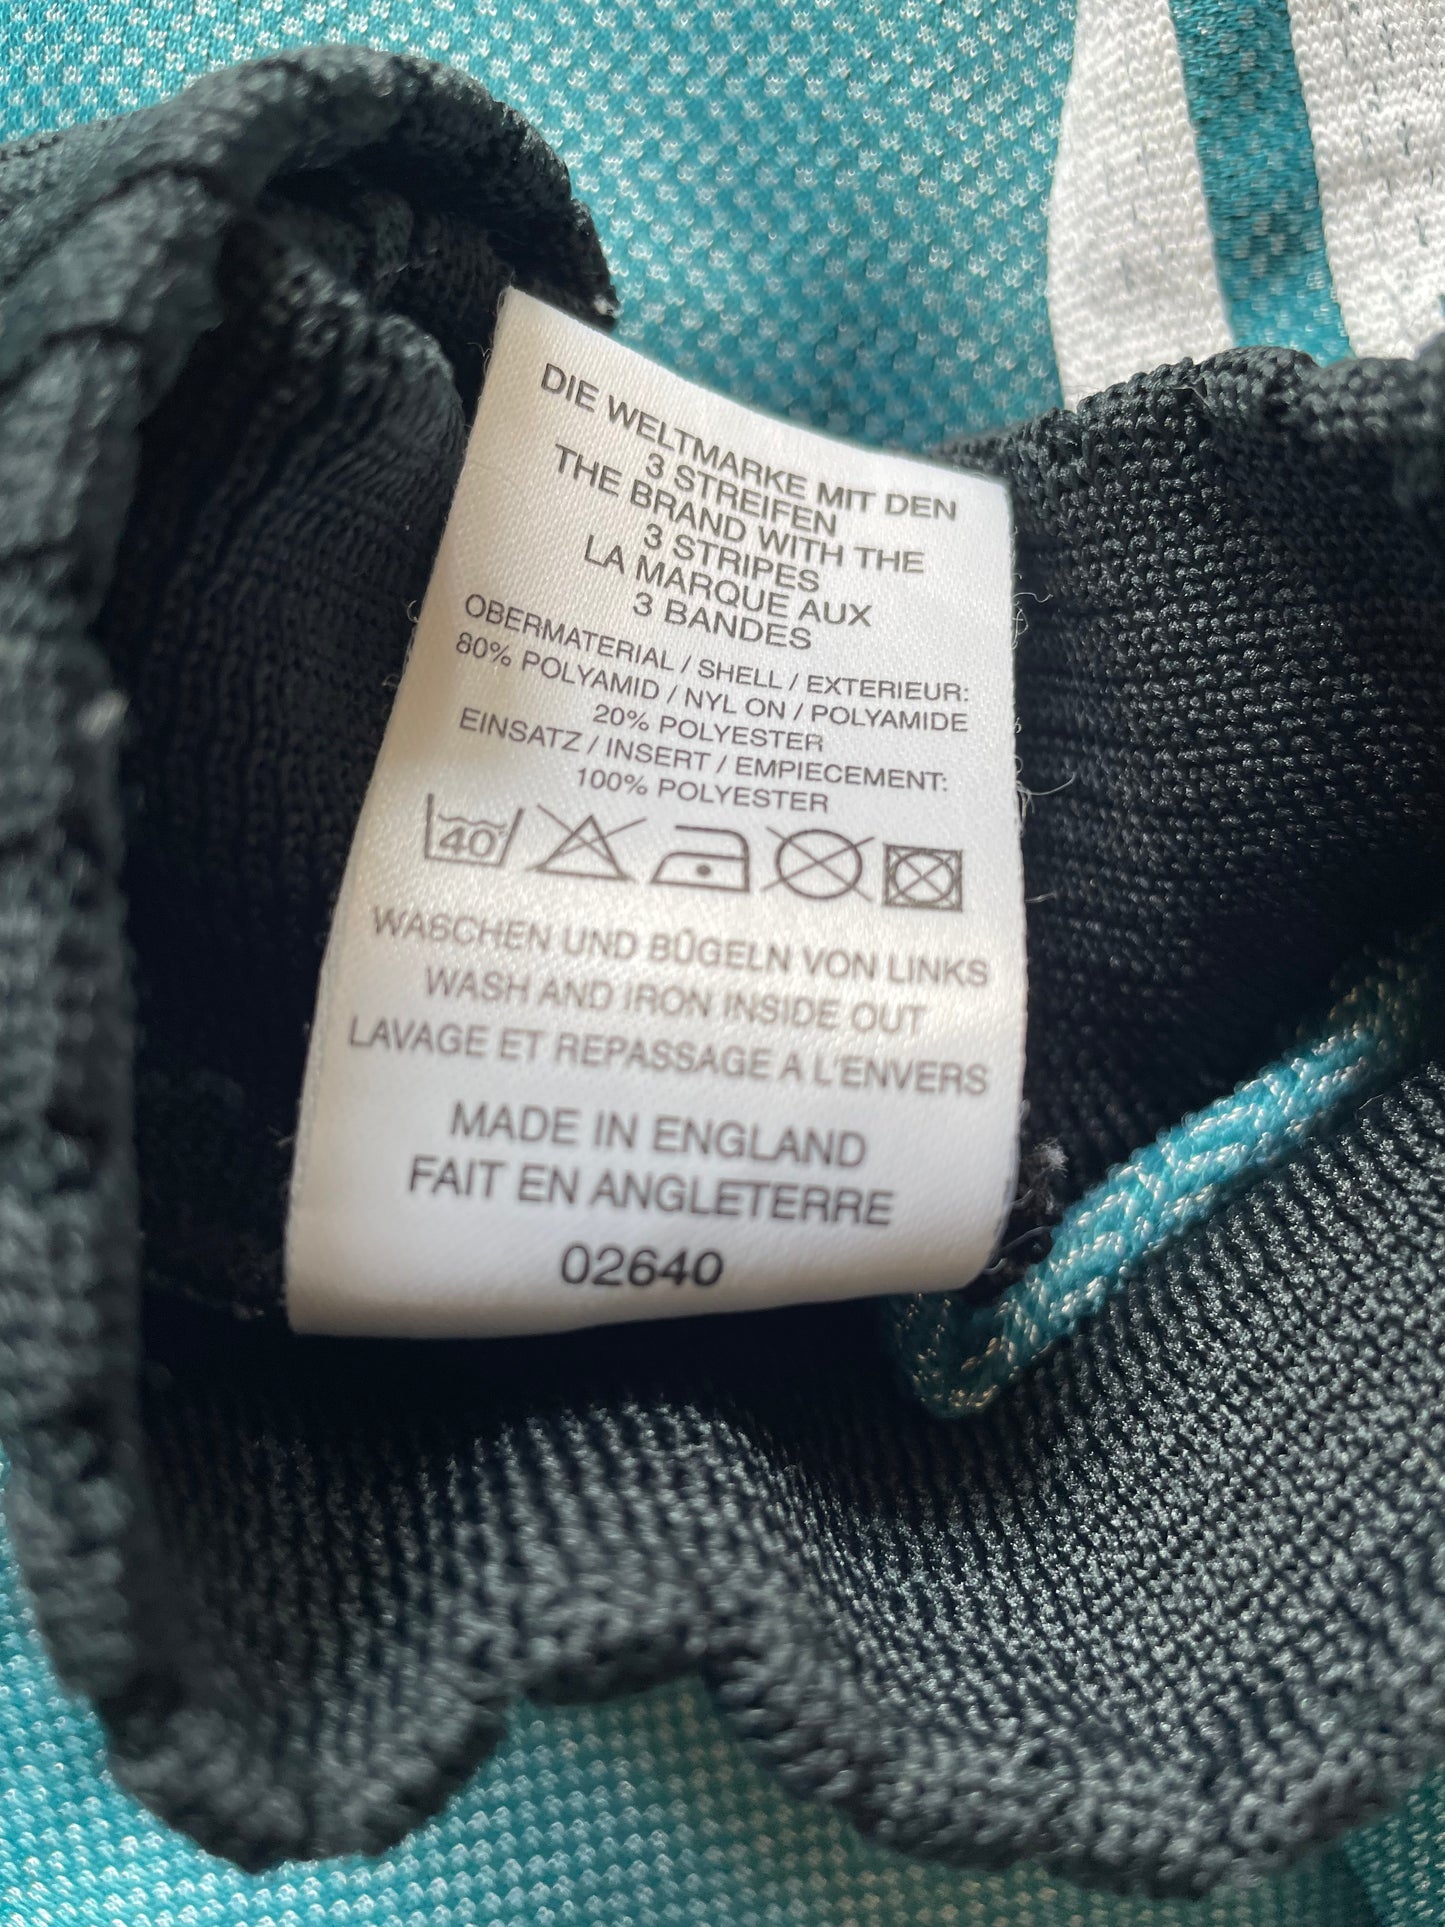 DIE WELTMARKE MIT DEN
3 STREIFEN
THE BRAND WITH THE
3 STRIPES
LA MARQUE AUX
3 BANDES
OBERMATERIAL / SHELL / EXTERIEUR:
80% POLYAMID / NYL ON / POLYAMIDE
20% POLYESTER
EINSATZ / INSERT / EMPIECEMENT:
100% POLYESTER
40
WASCHEN UND BÜGELN VON LINKS
WASH AND IRON INSIDE OUT
LAVAGE ET REPASSAGE A L'ENVERS
MADE IN ENGLAND
FAIT EN ANGLETERRE
02640